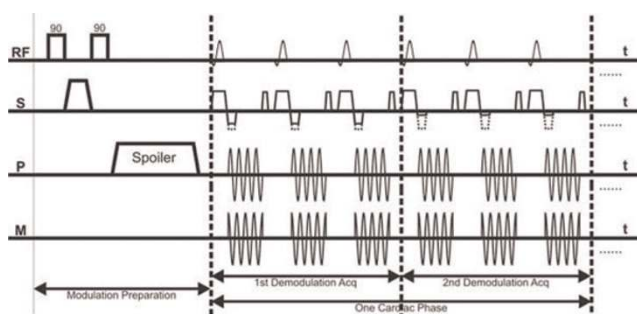 90 90
RF t
......
S t
......
P Spoiler t
......
M t
......
1st Demodulation Acq 2nd Demodulation Acq
Modulation Preparation
One Cardiac Phase